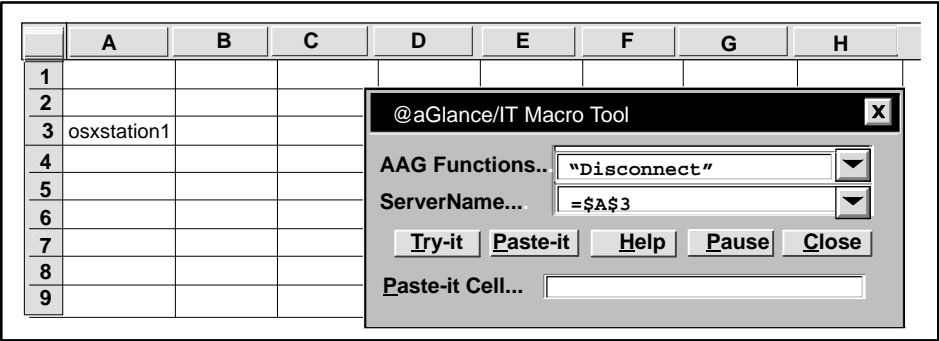 A B C D E F G H
1
2
3 osxstation1
4
5
6
7
8
9
@aGlance/IT Macro Tool X
AAG Functions... “Disconnect”
ServerName.... =$A$3
Try-it Paste-it Help Pause Close
Paste-it Cell...